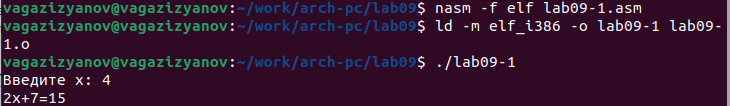 vagazizyanov@vagazizyanov:~/work/arch-pc/lab09$ nasm -f elf lab09-1.asm
vagazizyanov@vagazizyanov:~/work/arch-pc/lab09$ ld -m elf_i386 -o lab09-1 lab09-
1.o
vagazizyanov@vagazizyanov:~/work/arch-pc/lab09$ ./lab09-1
Введите x: 4
2x+7=15